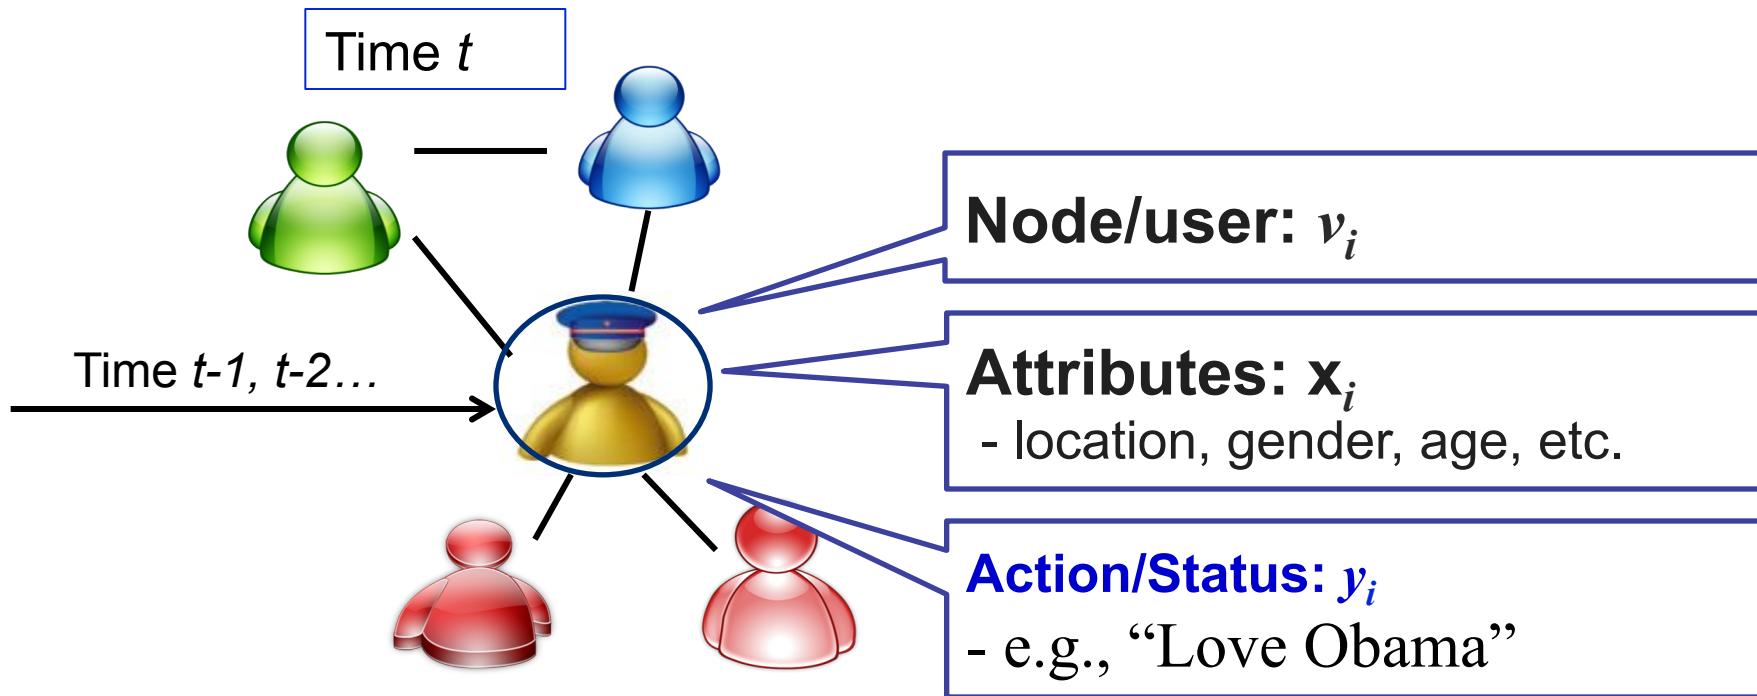 Time t
Node/user: vi
Time t-1, t-2…
Attributes: xi
- location, gender, age, etc.
Action/Status: yi
- e.g., “Love Obama”